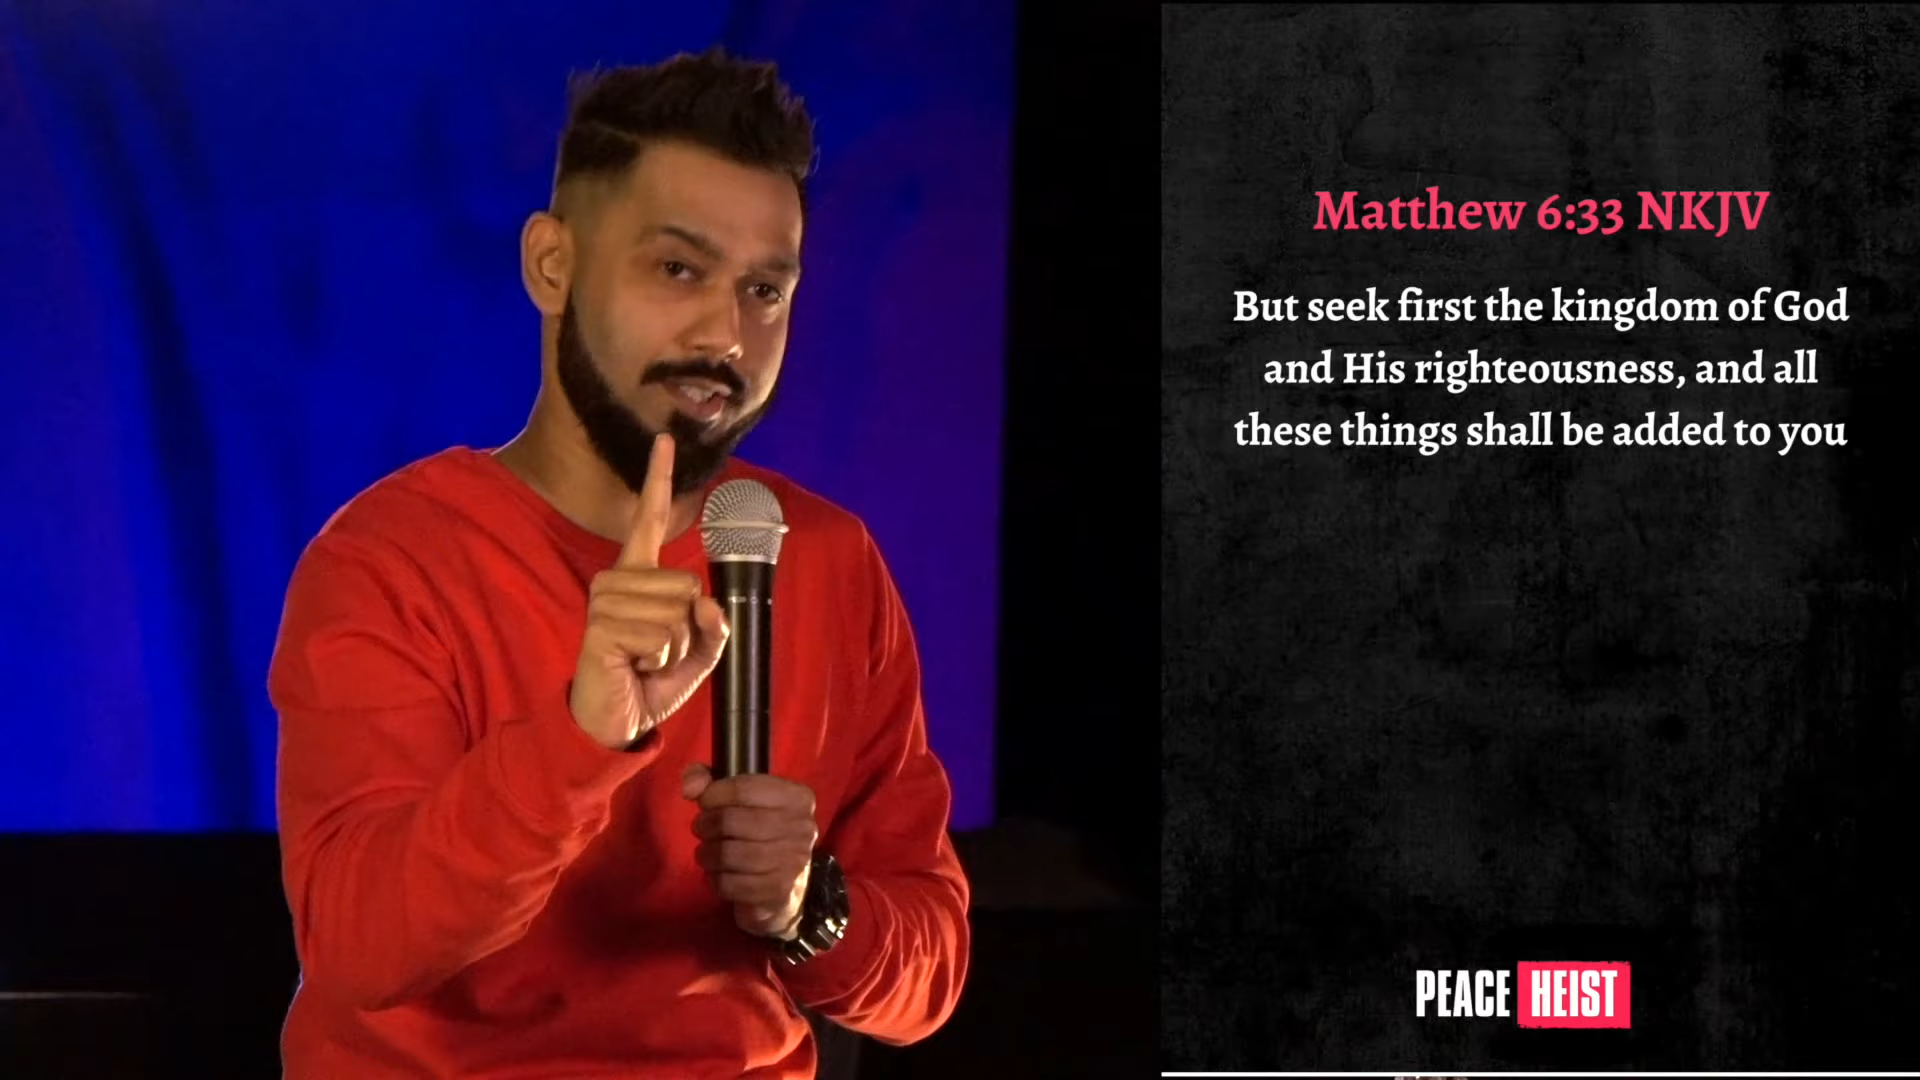 Matthew 6:33 NKJV
But seek first the kingdom of God
and His righteousness, and all
these things shall be added to you
PEACE HEIST